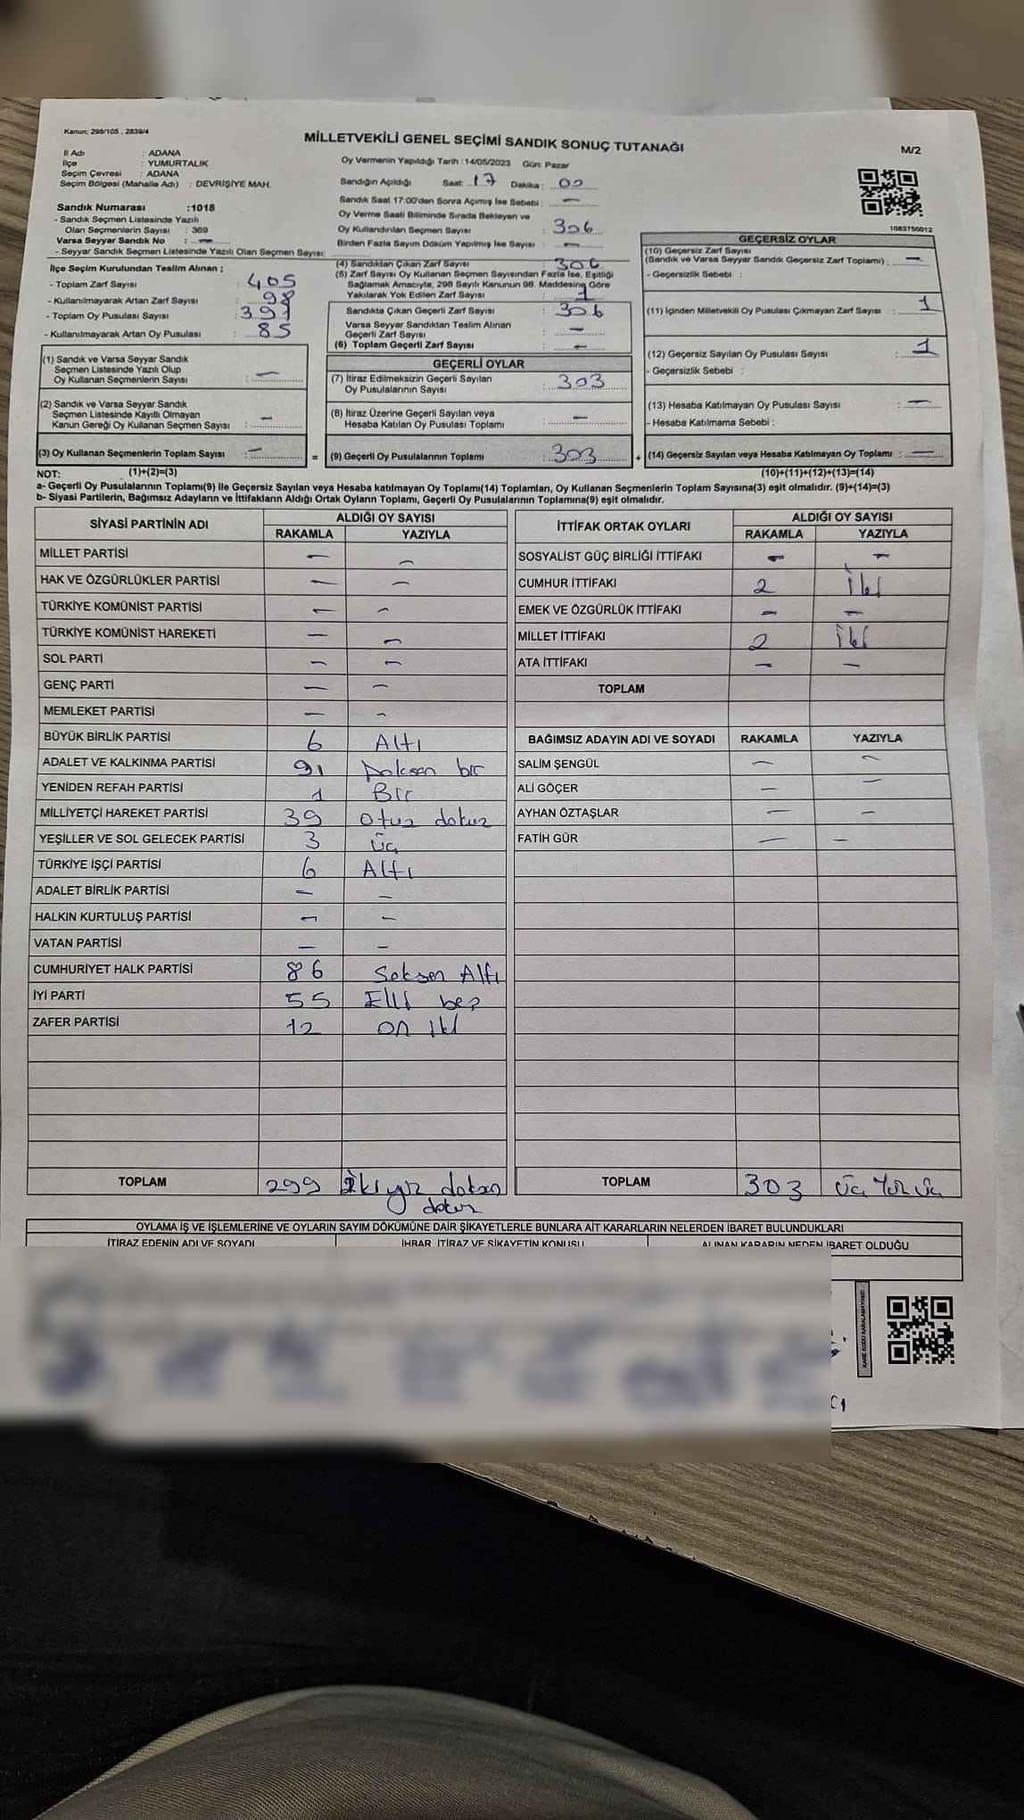 Kanun: 298/105 , 2839/4
MİLLETVEKİLİ GENEL SEÇİMİ SANDIK SONUÇ TUTANAĞI
M/2
İl Adı : ADANA
İlçe : YUMURTALIK
Seçim Çevresi : ADANA
Seçim Bölgesi (Mahalle Adı) : DEVRİŞİYE MAH.
Sandık Numarası :1018
- Sandık Seçmen Listesinde Yazılı
Olan Seçmenlerin Sayısı : 369
Varsa Seyyar Sandık No : —
- Seyyar Sandık Seçmen Listesinde Yazılı Olan Seçmen Sayısı:
İlçe Seçim Kurulundan Teslim Alınan ;
- Toplam Zarf Sayısı : 405
- Kullanılmayarak Artan Zarf Sayısı : 98
- Toplam Oy Pusulası Sayısı : 391
- Kullanılmayarak Artan Oy Pusulası : 85
Oy Vermenin Yapıldığı Tarih :14/05/2023 Gün: Pazar
Sandığın Açıldığı Saat: 17 Dakika: 00
Sandık Saat 17:00'den Sonra Açımış İse Sebebi : —
Oy Verme Saati Bitiminde Sırada Bekleyen ve
Oy Kullandırılan Seçmen Sayısı : 306
Birden Fazla Sayım Döküm Yapılmış İse Sayısı : —
(4) Sandıktan Çıkan Zarf Sayısı : 306
(5) Zarf Sayısı Oy Kullanan Seçmen Sayısından Fazla İse, Eşitliği
Sağlamak Amacıyla, 298 Sayılı Kanunun 98. Maddesine Göre
Yakılarak Yok Edilen Zarf Sayısı : 1
Sandıkta Çıkan Geçerli Zarf Sayısı : 306
Varsa Seyyar Sandıktan Teslim Alınan
Geçerli Zarf Sayısı : —
(6) Toplam Geçerli Zarf Sayısı : —
1083750012
GEÇERSİZ OYLAR
(10) Geçersiz Zarf Sayısı
(Sandık ve Varsa Seyyar Sandık Geçersiz Zarf Toplamı) : —
- Geçersizlik Sebebi :
(11) İçinden Milletvekili Oy Pusulası Çıkmayan Zarf Sayısı : 1
(12) Geçersiz Sayılan Oy Pusulası Sayısı : 1
- Geçersizlik Sebebi :
(13) Hesaba Katılmayan Oy Pusulası Sayısı : —
- Hesaba Katılmama Sebebi :
(14) Geçersiz Sayılan veya Hesaba Katılmayan Oy Toplamı : —
(1) Sandık ve Varsa Seyyar Sandık
Seçmen Listesinde Yazılı Olup
Oy Kullanan Seçmenlerin Sayısı : —
(2) Sandık ve Varsa Seyyar Sandık
Seçmen Listesinde Kayıtlı Olmayan
Kanun Gereği Oy Kullanan Seçmen Sayısı : —
(3) Oy Kullanan Seçmenlerin Toplam Sayısı : —
GEÇERLİ OYLAR
(7) İtiraz Edilmeksizin Geçerli Sayılan
Oy Pusulalarının Sayısı : 303
(8) İtiraz Üzerine Geçerli Sayılan veya
Hesaba Katılan Oy Pusulası Toplamı : —
= (9) Geçerli Oy Pusulalarının Toplamı : 303 +
NOT: (1)+(2)=(3)
(10)+(11)+(12)+(13)=(14)
a- Geçerli Oy Pusulalarının Toplamı(9) ile Geçersiz Sayılan veya Hesaba katılmayan Oy Toplamı(14) Toplamları, Oy Kullanan Seçmenlerin Toplam Sayısına(3) eşit olmalıdır. (9)+(14)=(3)
b- Siyasi Partilerin, Bağımsız Adayların ve İttifakların Aldığı Ortak Oyların Toplamı, Geçerli Oy Pusulalarının Toplamına(9) eşit olmalıdır.
SİYASİ PARTİNİN ADI ALDIĞI OY SAYISI
RAKAMLA YAZIYLA
MİLLET PARTİSİ — —
HAK VE ÖZGÜRLÜKLER PARTİSİ — —
TÜRKİYE KOMÜNİST PARTİSİ — —
TÜRKİYE KOMÜNİST HAREKETİ — —
SOL PARTİ — —
GENÇ PARTİ — —
MEMLEKET PARTİSİ — —
BÜYÜK BİRLİK PARTİSİ 6 Altı
ADALET VE KALKINMA PARTİSİ 91 Doksan bir
YENİDEN REFAH PARTİSİ 1 Bir
MİLLİYETÇİ HAREKET PARTİSİ 39 Otuz dokuz
YEŞİLLER VE SOL GELECEK PARTİSİ 3 üç
TÜRKİYE İŞÇİ PARTİSİ 6 Altı
ADALET BİRLİK PARTİSİ — —
HALKIN KURTULUŞ PARTİSİ — —
VATAN PARTİSİ — —
CUMHURİYET HALK PARTİSİ 86 Seksen Altı
İYİ PARTİ 55 Elli beş
ZAFER PARTİSİ 12 on iki
TOPLAM 299 ikiyüz doksan
dokuz
İTTİFAK ORTAK OYLARI ALDIĞI OY SAYISI
RAKAMLA YAZIYLA
SOSYALİST GÜÇ BİRLİĞİ İTTİFAKI — —
CUMHUR İTTİFAKI 2 İki
EMEK VE ÖZGÜRLÜK İTTİFAKI — —
MİLLET İTTİFAKI 2 İki
ATA İTTİFAKI — —
TOPLAM
BAĞIMSIZ ADAYIN ADI VE SOYADI RAKAMLA YAZIYLA
SALİM ŞENGÜL — —
ALİ GÖÇER — —
AYHAN ÖZTAŞLAR — —
FATİH GÜR — —
TOPLAM 303 üç Yüz üç
OYLAMA İŞ VE İŞLEMLERİNE VE OYLARIN SAYIM DÖKÜMÜNE DAİR ŞİKAYETLERLE BUNLARA AİT KARARLARIN NELERDEN İBARET BULUNDUKLARI
İTİRAZ EDENİN ADI VE SOYADI İHBAR, İTİRAZ VE ŞİKAYETİN KONUSU ALINAN KARARIN NEDEN İBARET OLDUĞU